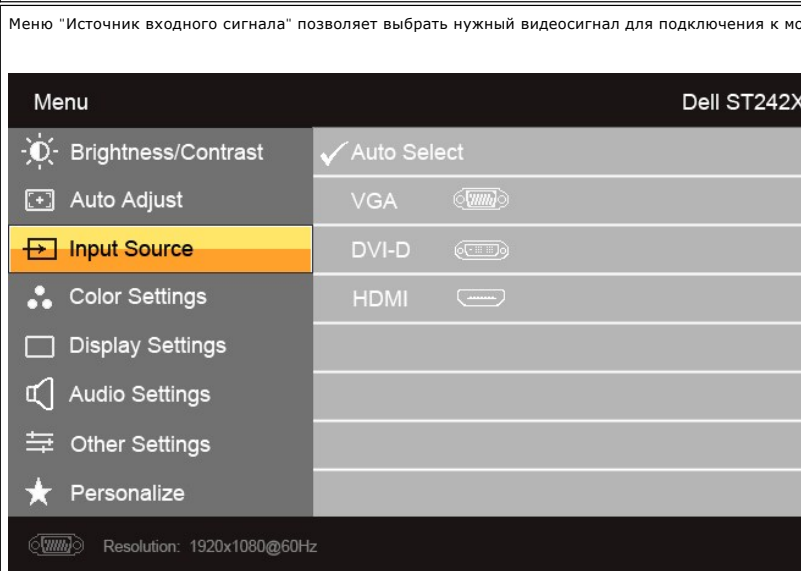 Меню "Источник входного сигнала" позволяет выбрать нужный видеосигнал для подключения к мо
Menu
Dell ST242X
Brightness/Contrast
Auto Select
Auto Adjust
VGA
Input Source
DVI-D
Color Settings
HDMI
Display Settings
Audio Settings
Other Settings
Personalize
Resolution: 1920x1080@60Hz